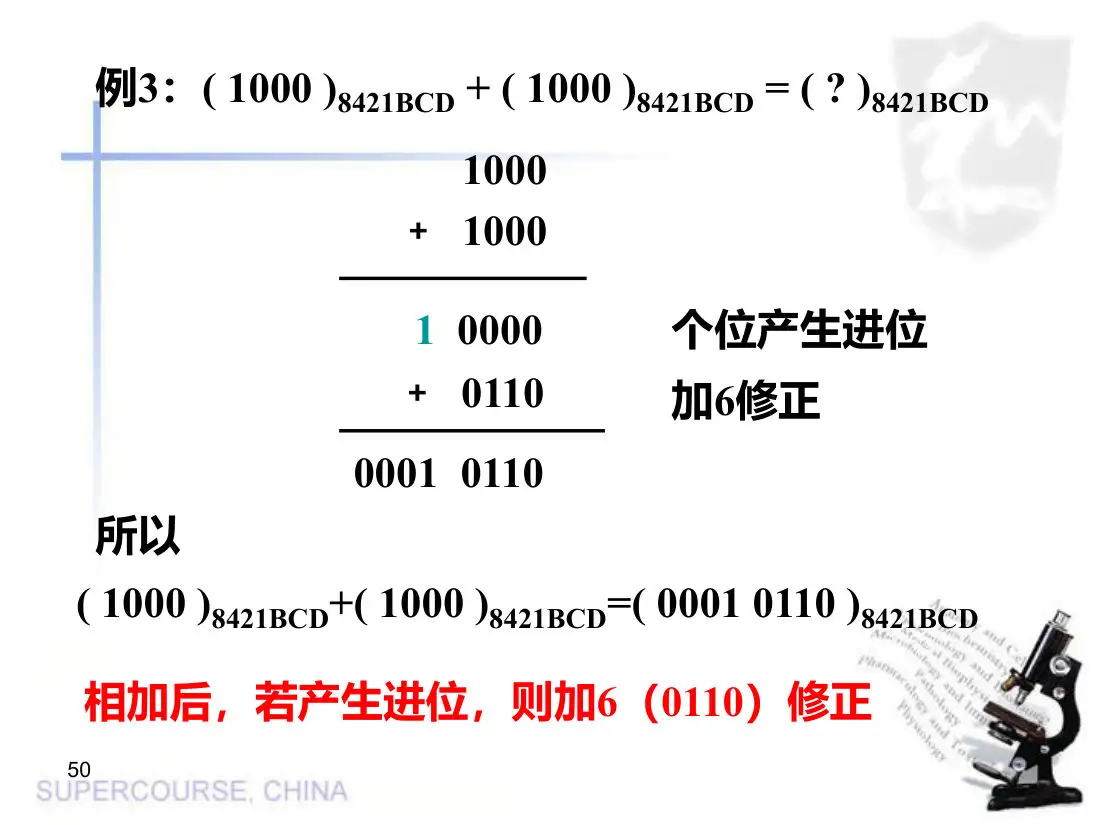 例3：( 1000 )8421BCD + ( 1000 )8421BCD = ( ? )8421BCD
1000
+ 1000
1 0000 个位产生进位
+ 0110 加6修正
0001 0110
所以
( 1000 )8421BCD+( 1000 )8421BCD=( 0001 0110 )8421BCD
相加后，若产生进位，则加6（0110）修正
50
SUPERCOURSE, CHINA